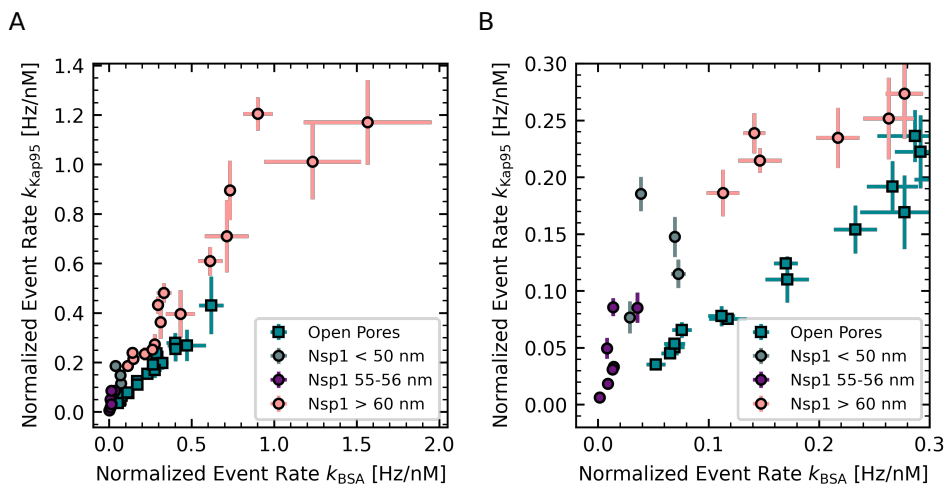 A
B
Normalized Event Rate kKap95 [Hz/nM]
1.4
1.2
1.0
0.8
0.6
0.4
0.2
0.0
Open Pores
Nsp1 < 50 nm
Nsp1 55-56 nm
Nsp1 > 60 nm
0.0 0.5 1.0 1.5 2.0
Normalized Event Rate kBSA [Hz/nM]
Normalized Event Rate kKap95 [Hz/nM]
0.30
0.25
0.20
0.15
0.10
0.05
0.00
Open Pores
Nsp1 < 50 nm
Nsp1 55-56 nm
Nsp1 > 60 nm
0.0 0.1 0.2 0.3
Normalized Event Rate kBSA [Hz/nM]